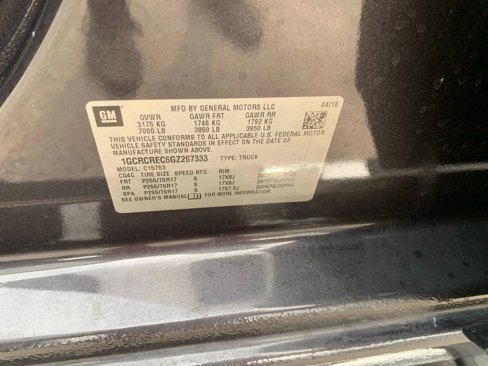 GM
MFD BY GENERAL MOTORS LLC
04/16
GVWR GAWR FRT GAWR RR
3175 KG 1746 KG 1792 KG
7000 LB 3850 LB 3950 LB
THIS VEHICLE CONFORMS TO ALL APPLICABLE U.S. FEDERAL MOTOR
VEHICLE SAFETY STANDARDS IN EFFECT ON THE DATE OF
MANUFACTURE SHOWN ABOVE.
1GCRCREC6GZ267333 TYPE: TRUCK
MODEL: C15753
CG4C TIRE SIZE SPEED RTG RIM
FRT P255/70R17 S 17X8J
RR P255/70R17 S 17X8J
SPA P255/70R17 S 17X7.5J
SEE OWNER'S MANUAL FOR MORE INFORMATION